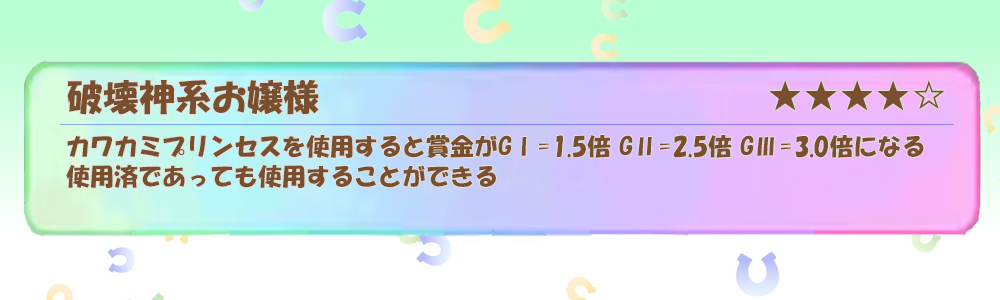 破壊神系お嬢様 ★★★★☆
カワカミプリンセスを使用すると賞金がGⅠ=1.5倍 GⅡ=2.5倍 GⅢ=3.0倍になる
使用済であっても使用することができる